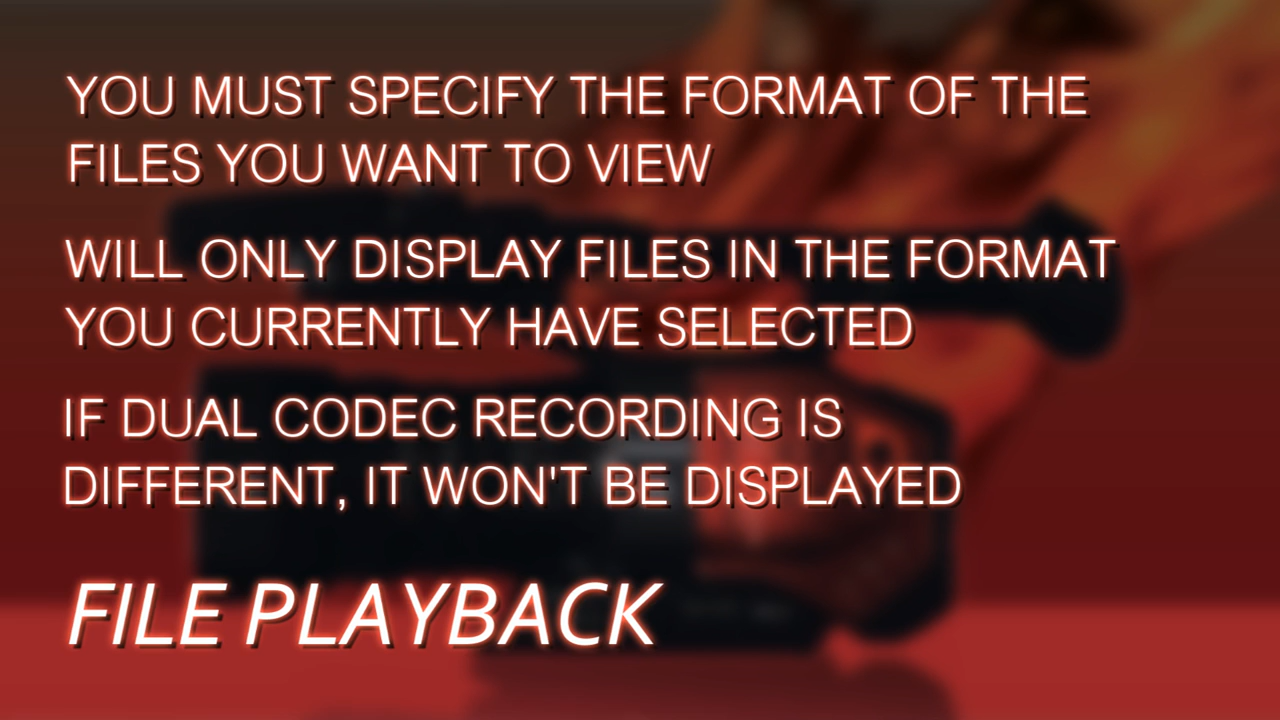 YOU MUST SPECIFY THE FORMAT OF THE
FILES YOU WANT TO VIEW
WILL ONLY DISPLAY FILES IN THE FORMAT
YOU CURRENTLY HAVE SELECTED
IF DUAL CODEC RECORDING IS
DIFFERENT, IT WON'T BE DISPLAYED
FILE PLAYBACK